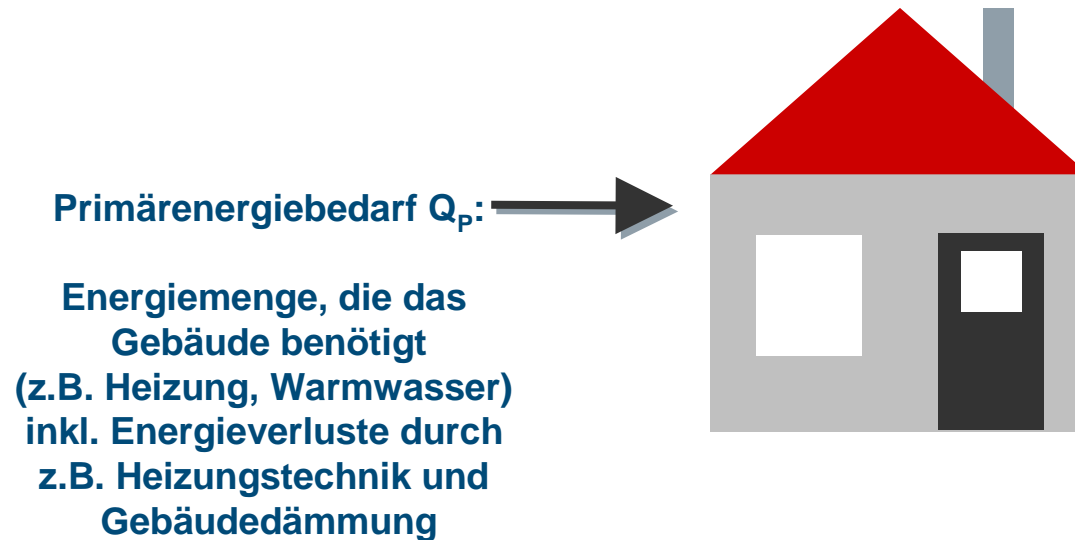 Primärenergiebedarf Qₚ:
Energiemenge, die das
Gebäude benötigt
(z.B. Heizung, Warmwasser)
inkl. Energieverluste durch
z.B. Heizungstechnik und
Gebäudedämmung